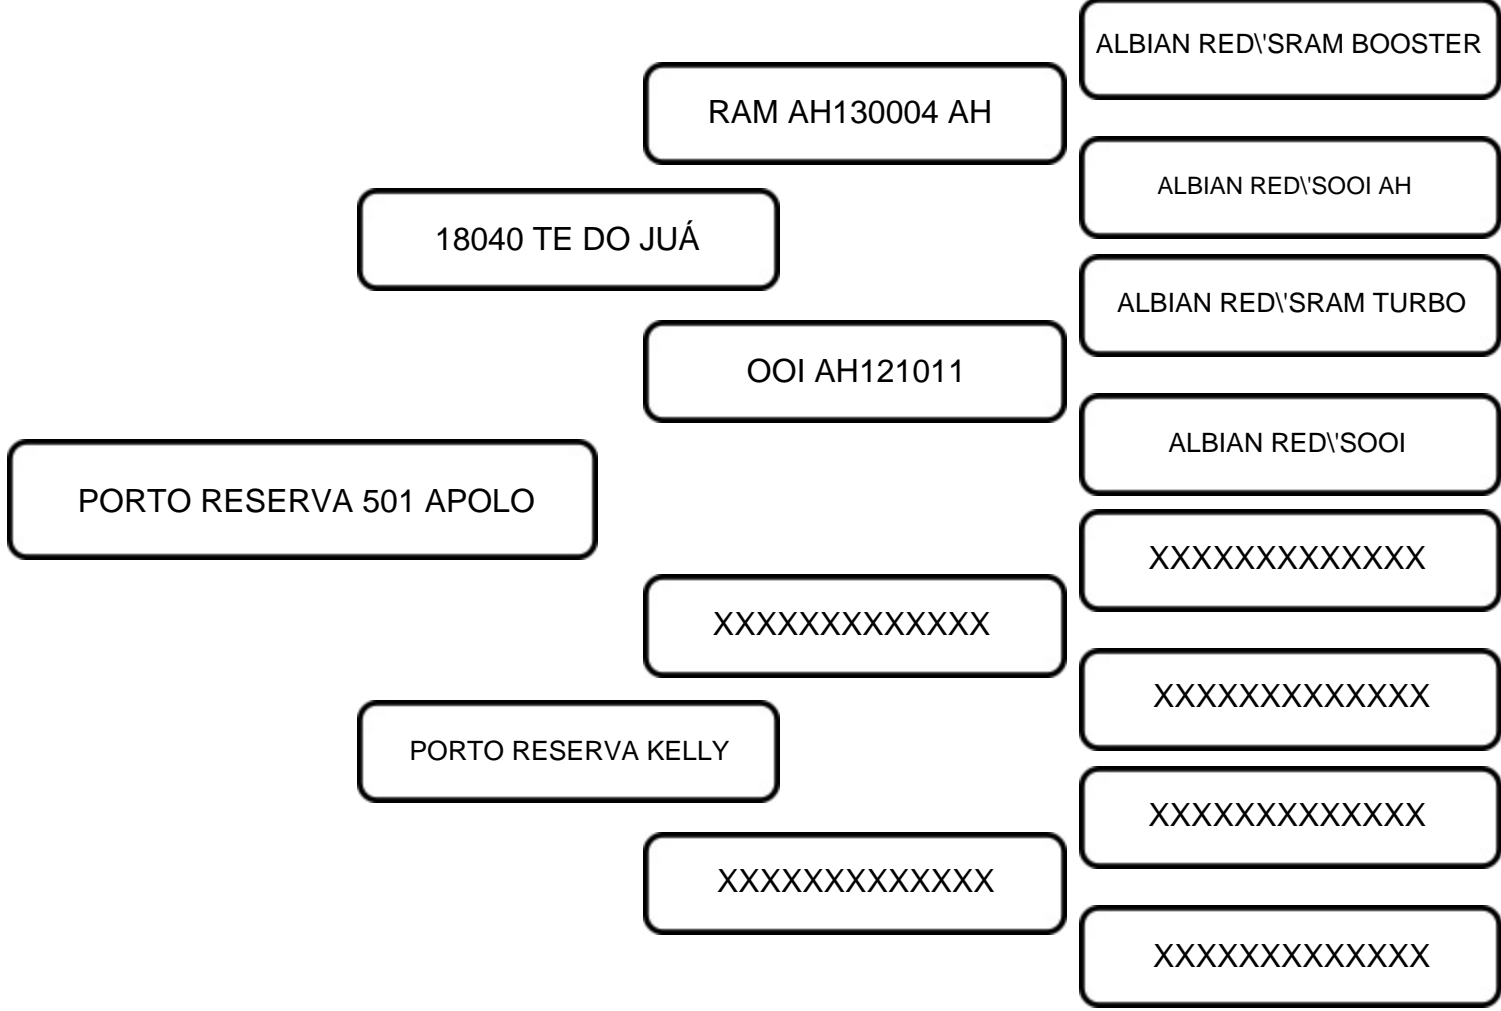 ALBIAN RED\'SRAM BOOSTER
RAM AH130004 AH
ALBIAN RED\'SOOI AH
18040 TE DO JUÁ
ALBIAN RED\'SRAM TURBO
OOI AH121011
ALBIAN RED\'SOOI
PORTO RESERVA 501 APOLO
XXXXXXXXXXXXX
XXXXXXXXXXXXX
XXXXXXXXXXXXX
PORTO RESERVA KELLY
XXXXXXXXXXXXX
XXXXXXXXXXXXX
XXXXXXXXXXXXX